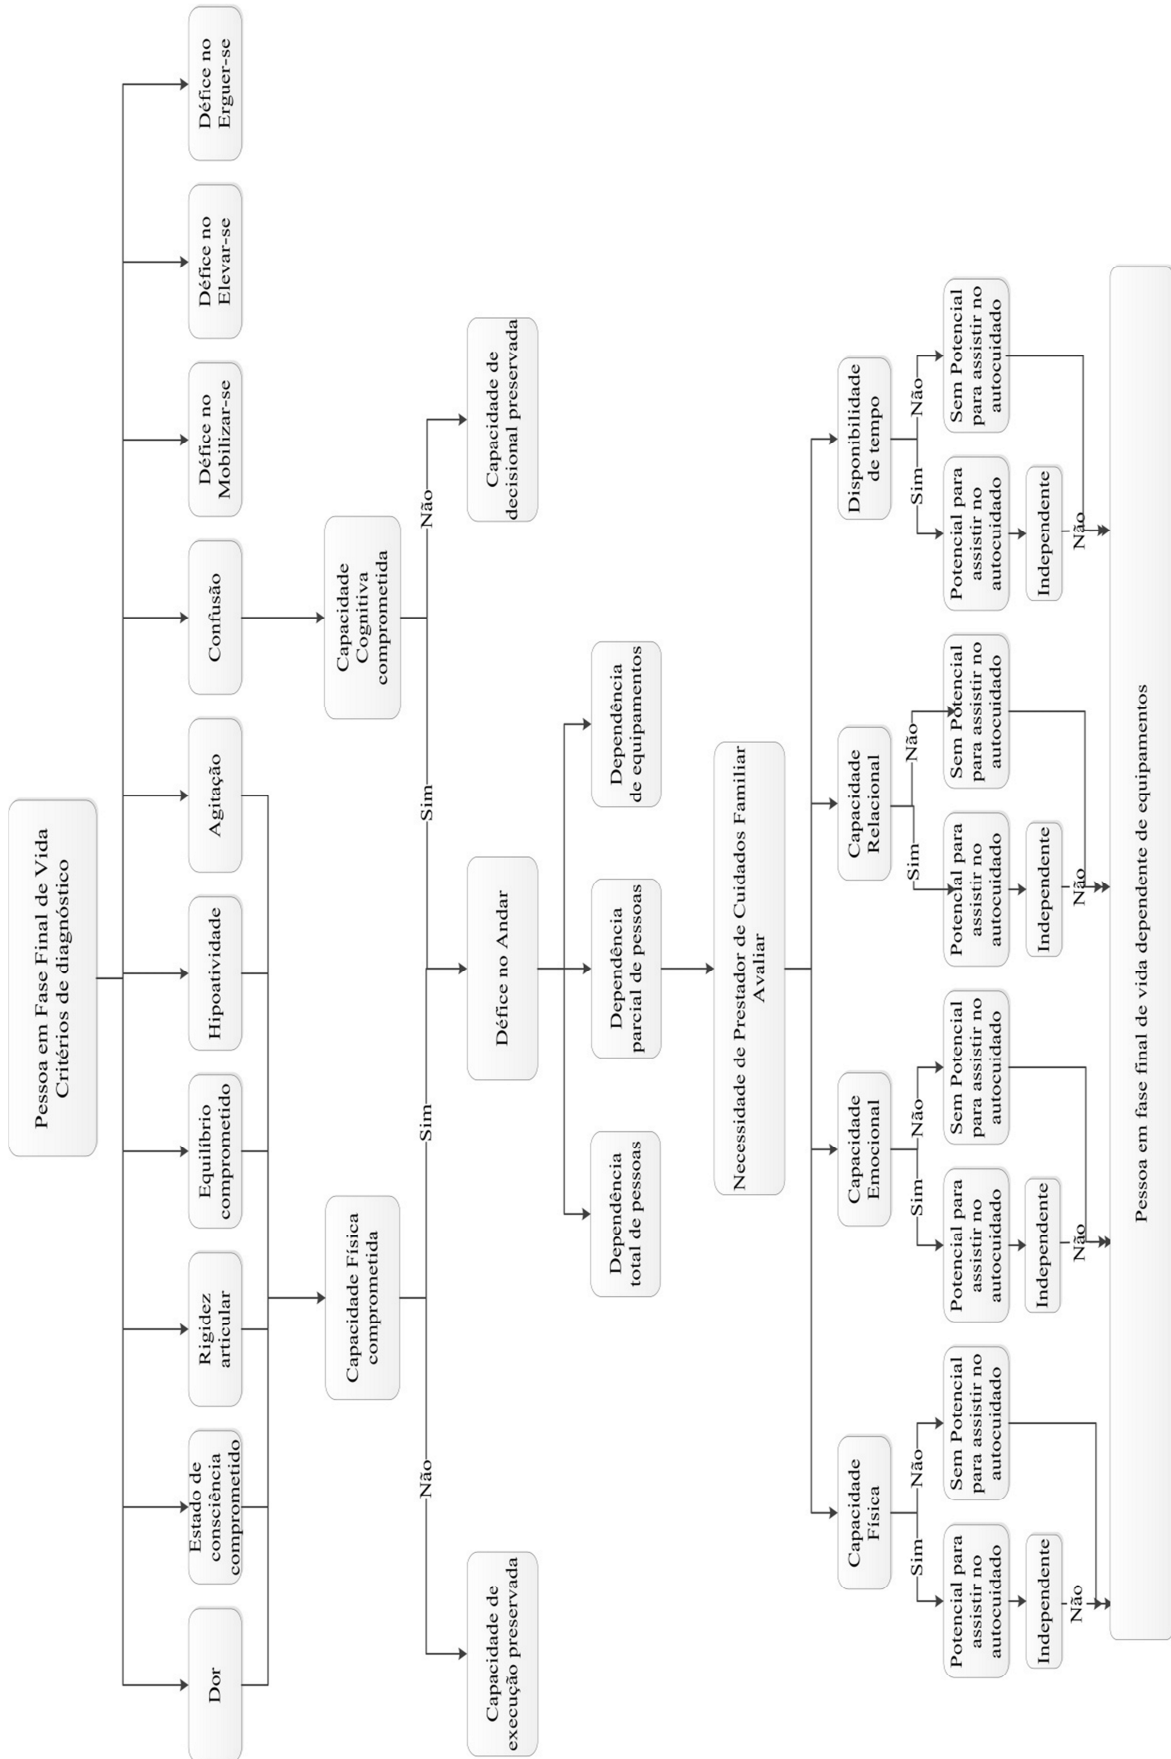 Pessoa em Fase Final de Vida
Critérios de diagnóstico
Dor
Estado de
consciência
comprometido
Rigidez
articular
Equilíbrio
comprometido
Hipoatividade
Agitação
Confusão
Défice no
Mobilizar-se
Défice no
Elevar-se
Défice no
Erguer-se
Capacidade Física
comprometida
Capacidade
Cognitiva
comprometida
Não
Sim
Sim
Não
Capacidade de
execução preservada
Défice no Andar
Capacidade de
decisional preservada
Dependência
total de pessoas
Dependência
parcial de pessoas
Dependência
de equipamentos
Necessidade de Prestador de Cuidados Familiar
Avaliar
Capacidade
Física
Capacidade
Emocional
Capacidade
Relacional
Disponibilidade
de tempo
Sim
Não
Sim
Não
Sim
Não
Sim
Não
Potencial para
assistir no
autocuidado
Sem Potencial
para assistir no
autocuidado
Potencial para
assistir no
autocuidado
Sem Potencial
para assistir no
autocuidado
Potencial para
assistir no
autocuidado
Sem Potencial
para assistir no
autocuidado
Potencial para
assistir no
autocuidado
Sem Potencial
para assistir no
autocuidado
Independente
Independente
Independente
Independente
Não
Não
Não
Não
Pessoa em fase final de vida dependente de equipamentos